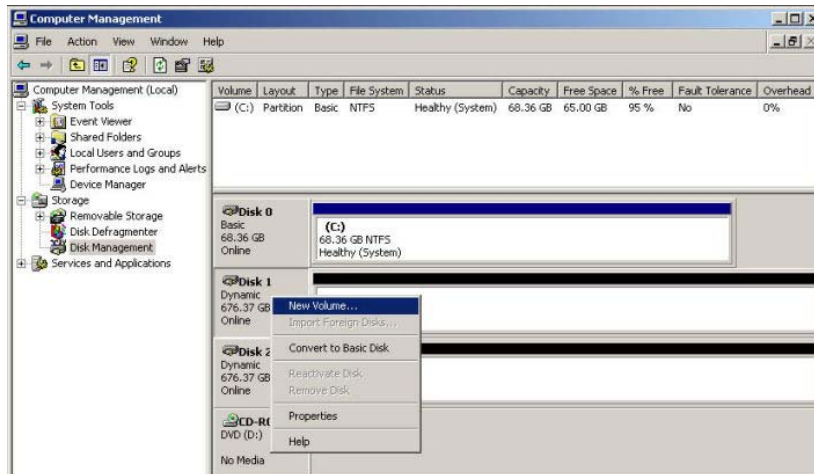 Computer Management
File Action View Window Help
Computer Management (Local)
System Tools
Event Viewer
Shared Folders
Local Users and Groups
Performance Logs and Alerts
Device Manager
Storage
Removable Storage
Disk Defragmenter
Disk Management
Services and Applications
Volume Layout Type File System Status Capacity Free Space % Free Fault Tolerance Overhead
(C:) Partition Basic NTFS Healthy (System) 68.36 GB 65.00 GB 95 % No 0%
Disk 0
Basic
68.36 GB
Online
(C:)
68.36 GB NTFS
Healthy (System)
Disk 1
Dynamic
676.37 GB
Online
New Volume...
Import Foreign Disks...
Convert to Basic Disk
Reactivate Disk
Remove Disk
Properties
Help
Disk 2
Dynamic
676.37 GB
Online
CD-R
DVD (D:)
No Media